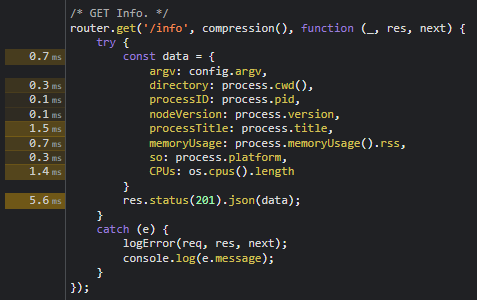 /* GET Info. */
router.get('/info', compression(), function (_, res, next) {
try {
0.7 ms const data = {
argv: config.argv,
0.3 ms directory: process.cwd(),
0.1 ms processID: process.pid,
0.1 ms nodeVersion: process.version,
1.5 ms processTitle: process.title,
0.7 ms memoryUsage: process.memoryUsage().rss,
0.3 ms so: process.platform,
1.4 ms CPUs: os.cpus().length
}
5.6 ms res.status(201).json(data);
}
catch (e) {
logError(req, res, next);
console.log(e.message);
}
});